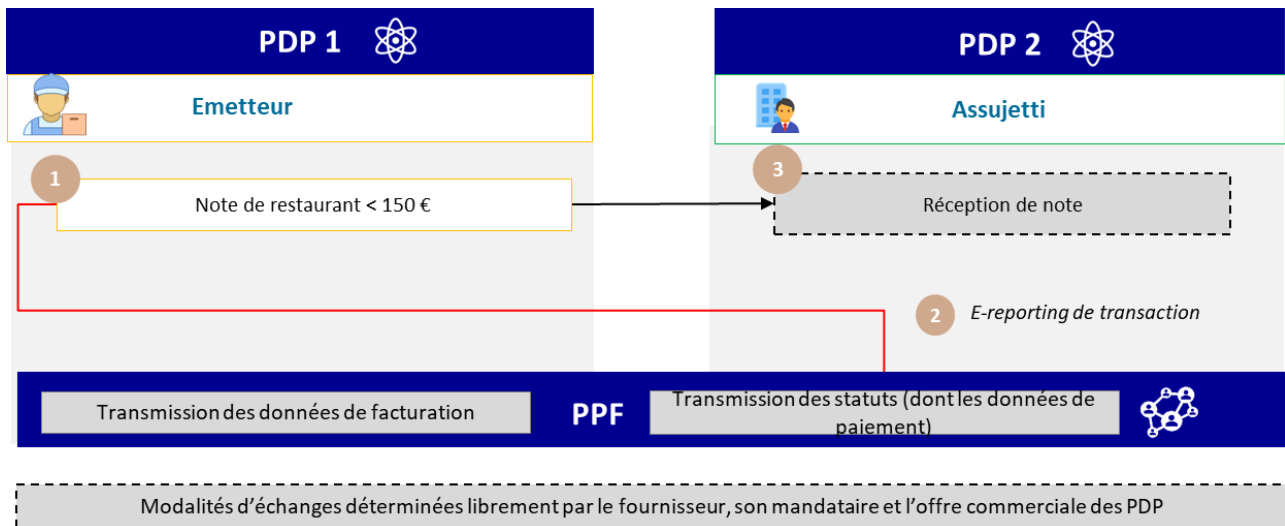 PDP 1
PDP 2
Emetteur
Assujetti
1
Note de restaurant < 150 €
3
Réception de note
2
E-reporting de transaction
Transmission des données de facturation
PPF
Transmission des statuts (dont les données de
paiement)
Modalités d'échanges déterminées librement par le fournisseur, son mandataire et l'offre commerciale des PDP